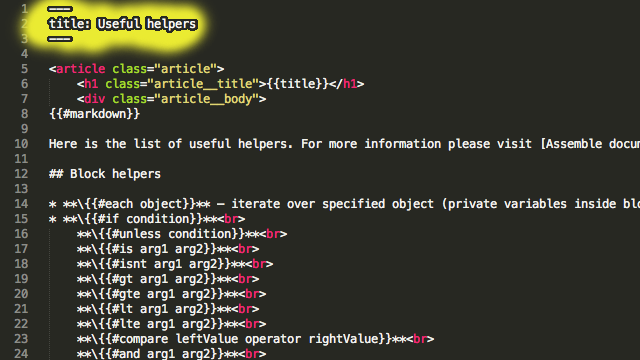 1 ---
2 title: Useful helpers
3 ---
4
5 <article class="article">
6 <h1 class="article__title">{{title}}</h1>
7 <div class="article__body">
8 {{#markdown}}
9
10 Here is the list of useful helpers. For more information please visit [Assemble docum
11
12 ## Block helpers
13
14 * **\{{#each object}}** – iterate over specified object (private variables inside blo
15 * **\{{#if condition}}**<br>
16 **\{{#unless condition}}**<br>
17 **\{{#is arg1 arg2}}**<br>
18 **\{{#isnt arg1 arg2}}**<br>
19 **\{{#gt arg1 arg2}}**<br>
20 **\{{#gte arg1 arg2}}**<br>
21 **\{{#lt arg1 arg2}}**<br>
22 **\{{#lte arg1 arg2}}**<br>
23 **\{{#compare leftValue operator rightValue}}**<br>
24 **\{{#and arg1 arg2}}**<br>